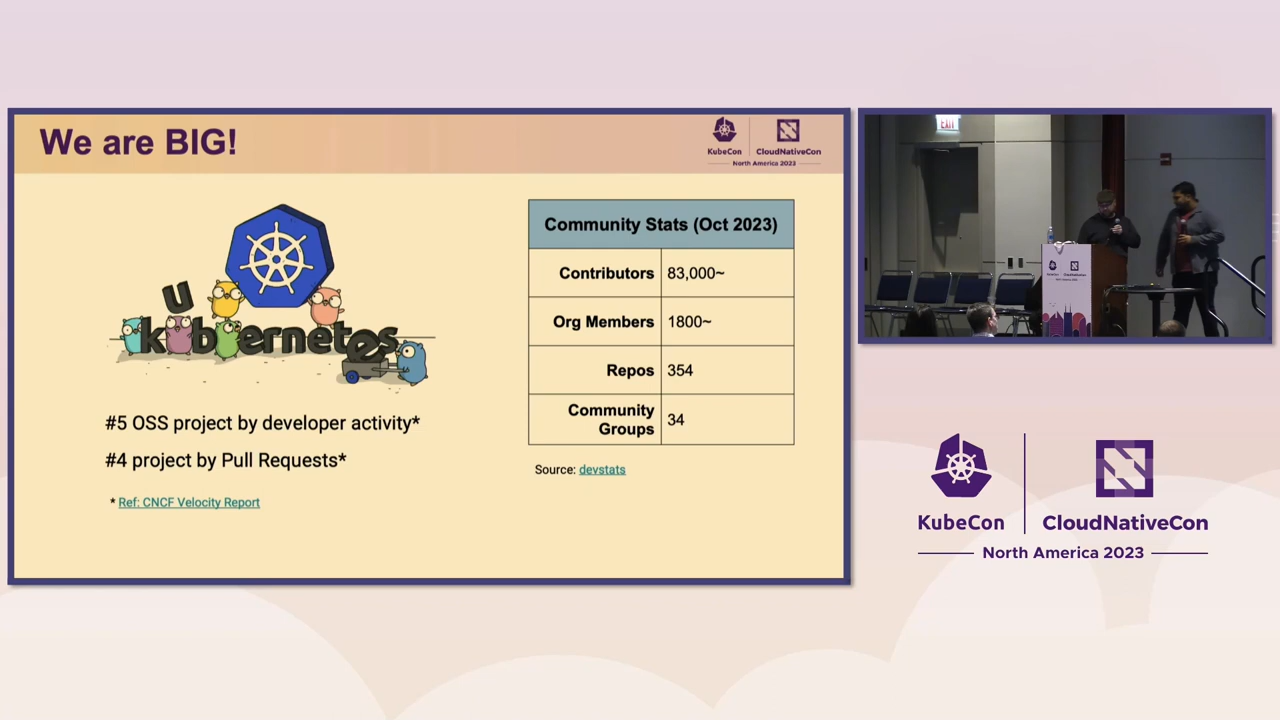 We are BIG!
KubeCon
CloudNativeCon
North America 2023
kubernetes
#5 OSS project by developer activity*
#4 project by Pull Requests*
* Ref: CNCF Velocity Report
Community Stats (Oct 2023)
Contributors 83,000~
Org Members 1800~
Repos 354
Community
Groups 34
Source: devstats
EXIT
KubeCon
CloudNativeCon
North America 2023